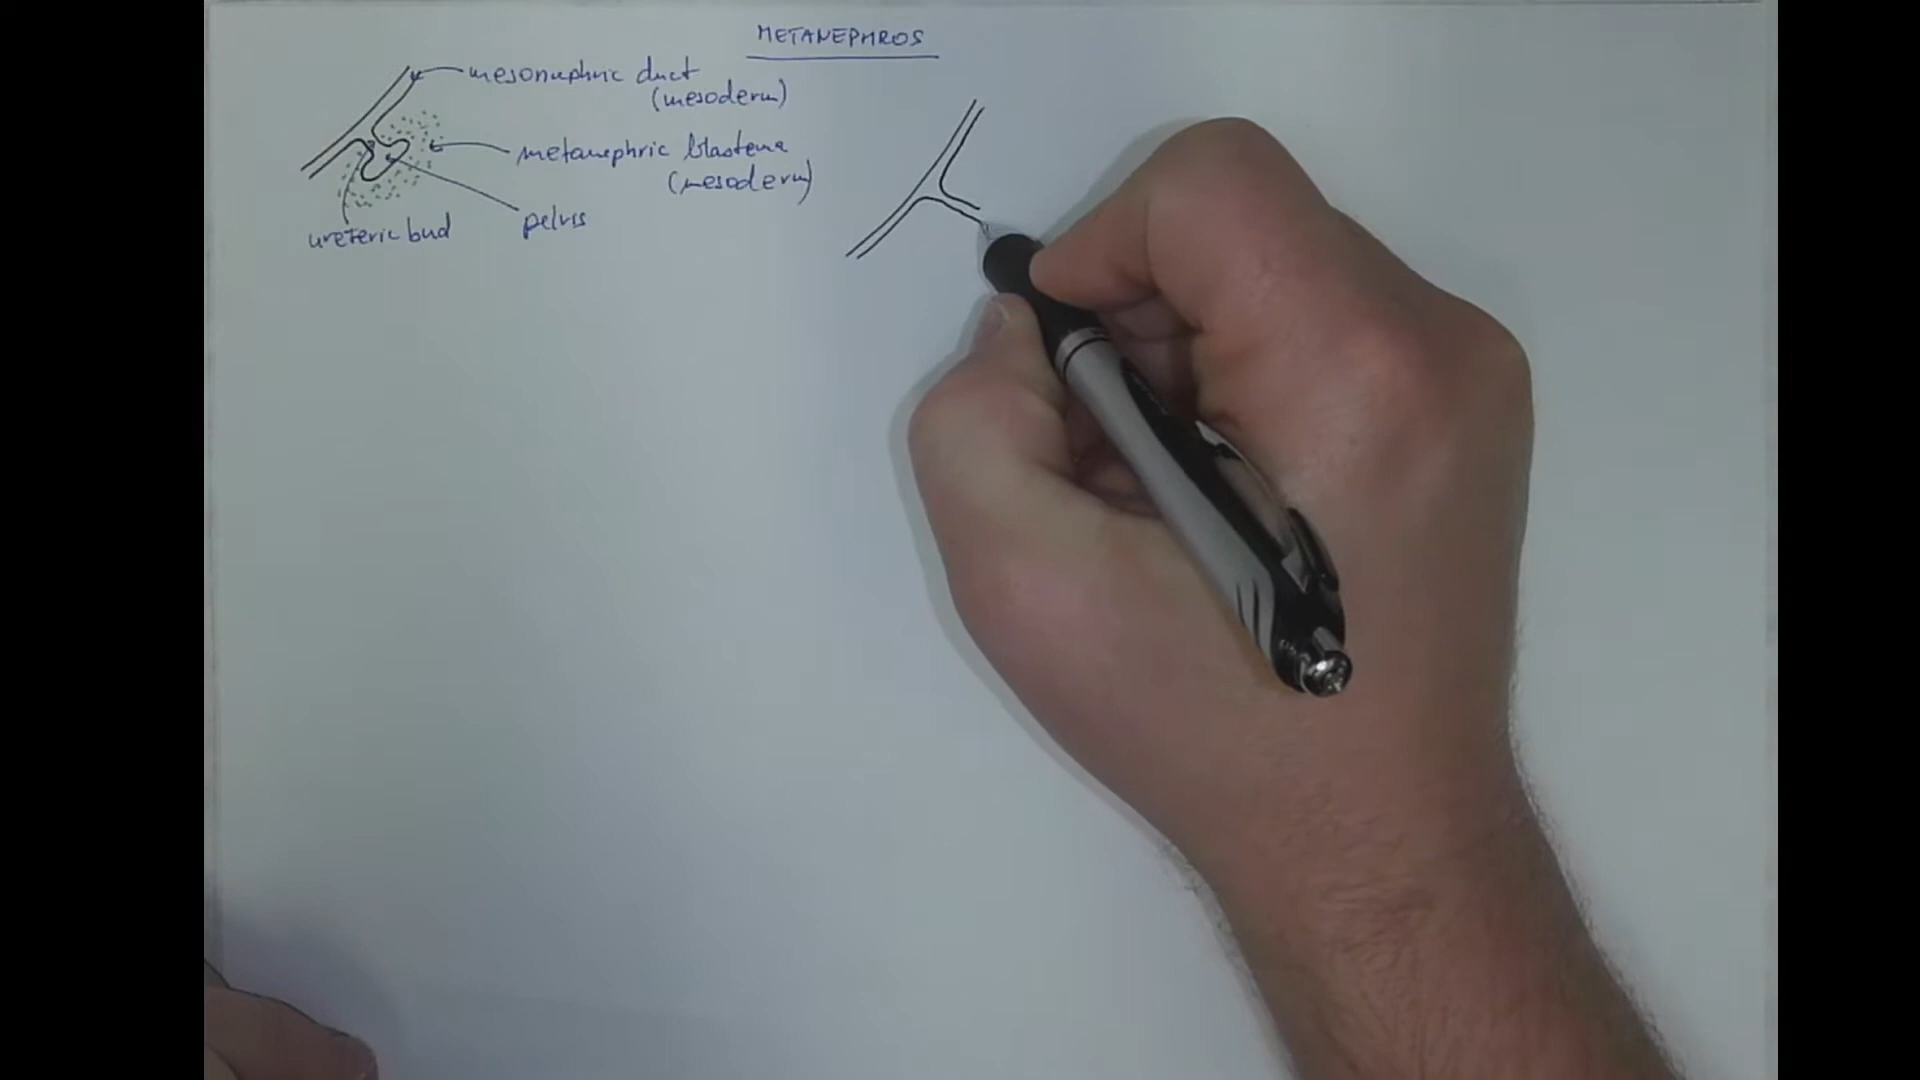 METANEPHROS
mesonephric duct
(mesoderm)
metanephric blastema
(mesoderm)
ureteric bud
pelvis